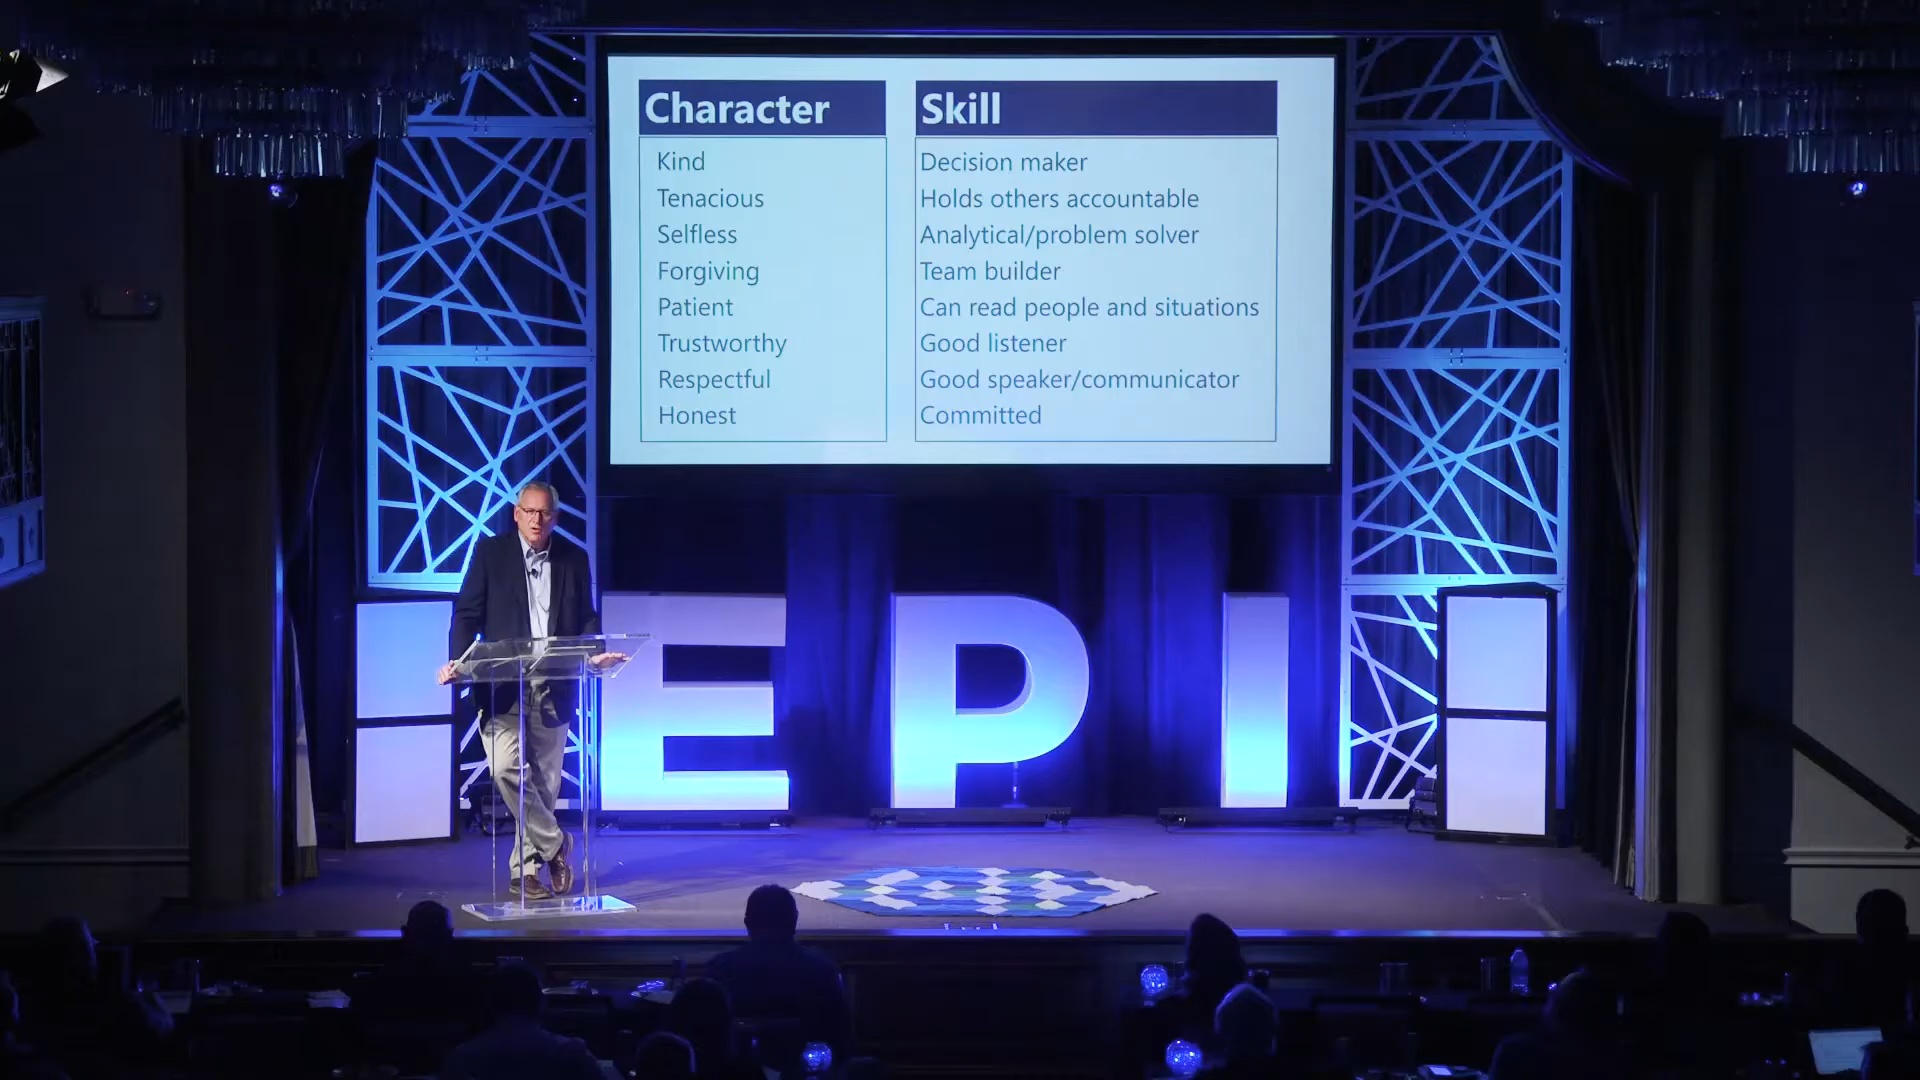 Character
Kind
Tenacious
Selfless
Forgiving
Patient
Trustworthy
Respectful
Honest
Skill
Decision maker
Holds others accountable
Analytical/problem solver
Team builder
Can read people and situations
Good listener
Good speaker/communicator
Committed
EPI